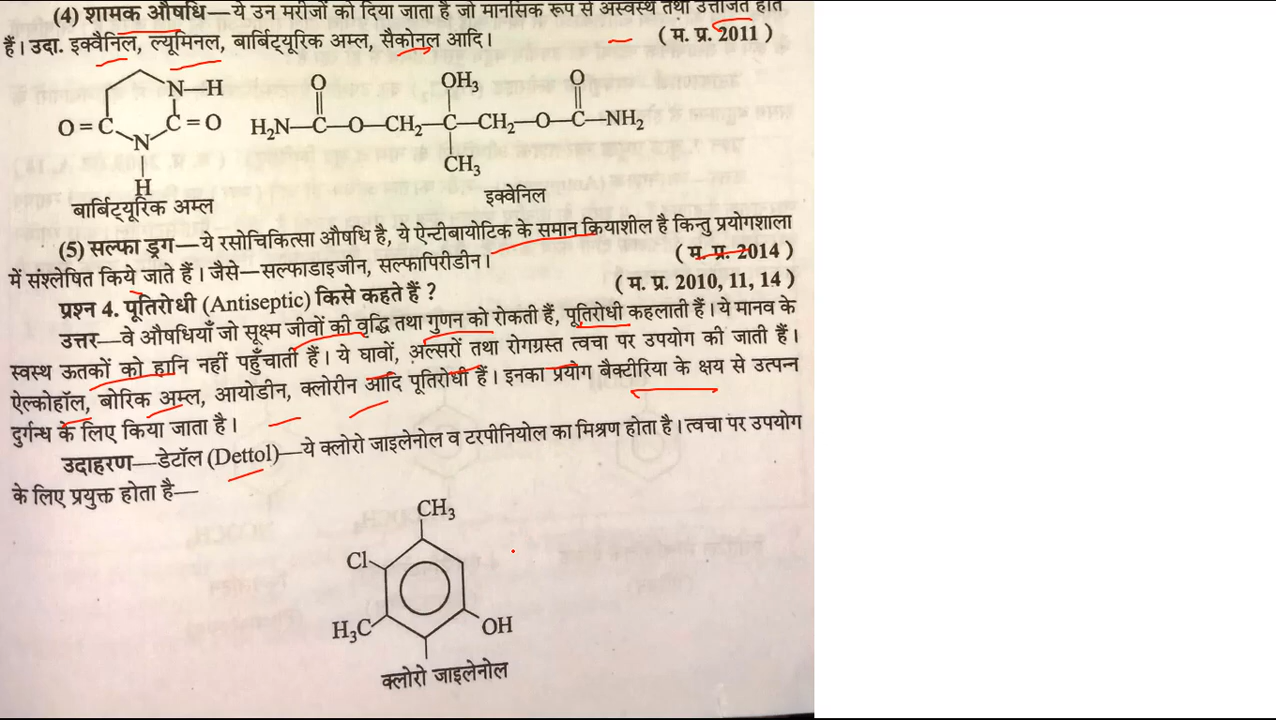 (4) शामक औषधि—ये उन मरीजों को दिया जाता है जो मानसिक रूप से अस्वस्थ तथा उत्तेजित होते
हैं। उदा. इक्वैनिल, ल्यूमिनल, बार्बिट्यूरिक अम्ल, सैकोनल आदि। ( म. प्र. 2011 )
N—H
O=C C=O
N
H
बार्बिट्यूरिक अम्ल
O OH₃ O
H₂N—C—O—CH₂—C—CH₂—O—C—NH₂
CH₃
इक्वेनिल
(5) सल्फा ड्रग—ये रसोचिकित्सा औषधि है, ये ऐन्टीबायोटिक के समान क्रियाशील है किन्तु प्रयोगशाला
में संश्लेषित किये जाते हैं। जैसे—सल्फाडाइजीन, सल्फापिरीडीन। ( म. प्र. 2014 )
प्रश्न 4. पूतिरोधी (Antiseptic) किसे कहते हैं ? ( म. प्र. 2010, 11, 14 )
उत्तर—वे औषधियाँ जो सूक्ष्म जीवों की वृद्धि तथा गुणन को रोकती हैं, पूतिरोधी कहलाती हैं। ये मानव के
स्वस्थ ऊतकों को हानि नहीं पहुँचाती हैं। ये घावों, अल्सरों तथा रोगग्रस्त त्वचा पर उपयोग की जाती हैं।
ऐल्कोहॉल, बोरिक अम्ल, आयोडीन, क्लोरीन आदि पूतिरोधी हैं। इनका प्रयोग बैक्टीरिया के क्षय से उत्पन्न
दुर्गन्ध के लिए किया जाता है।
उदाहरण—डेटॉल (Dettol)—ये क्लोरो जाइलेनोल व टरपीनियोल का मिश्रण होता है। त्वचा पर उपयोग
के लिए प्रयुक्त होता है—
CH₃
Cl
H₃C OH
क्लोरो जाइलेनोल